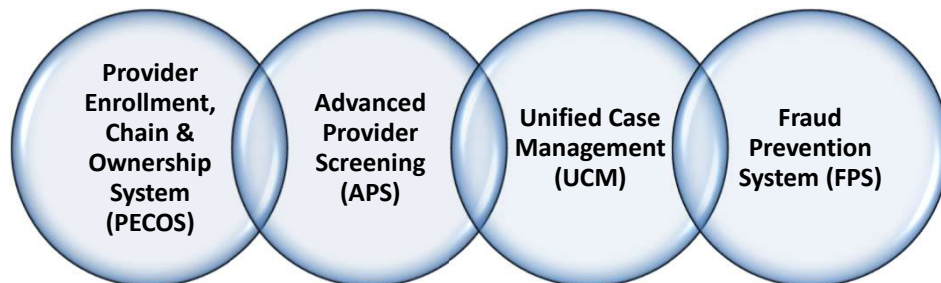 Provider
Enrollment,
Chain &
Ownership
System
(PECOS)
Advanced
Provider
Screening
(APS)
Unified Case
Management
(UCM)
Fraud
Prevention
System (FPS)